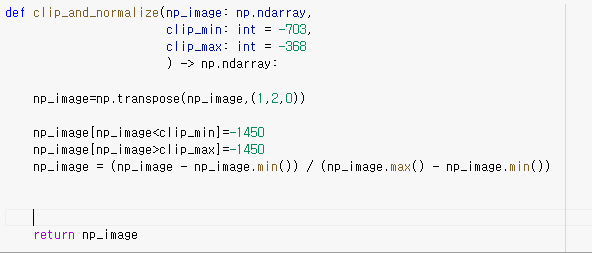 def clip_and_normalize(np_image: np.ndarray,
                       clip_min: int = -703,
                       clip_max: int = -368
                       ) -> np.ndarray:
    np_image=np.transpose(np_image,(1,2,0))
    np_image[np_image<clip_min]=-1450
    np_image[np_image>clip_max]=-1450
    np_image = (np_image - np_image.min()) / (np_image.max() - np_image.min())
    return np_image